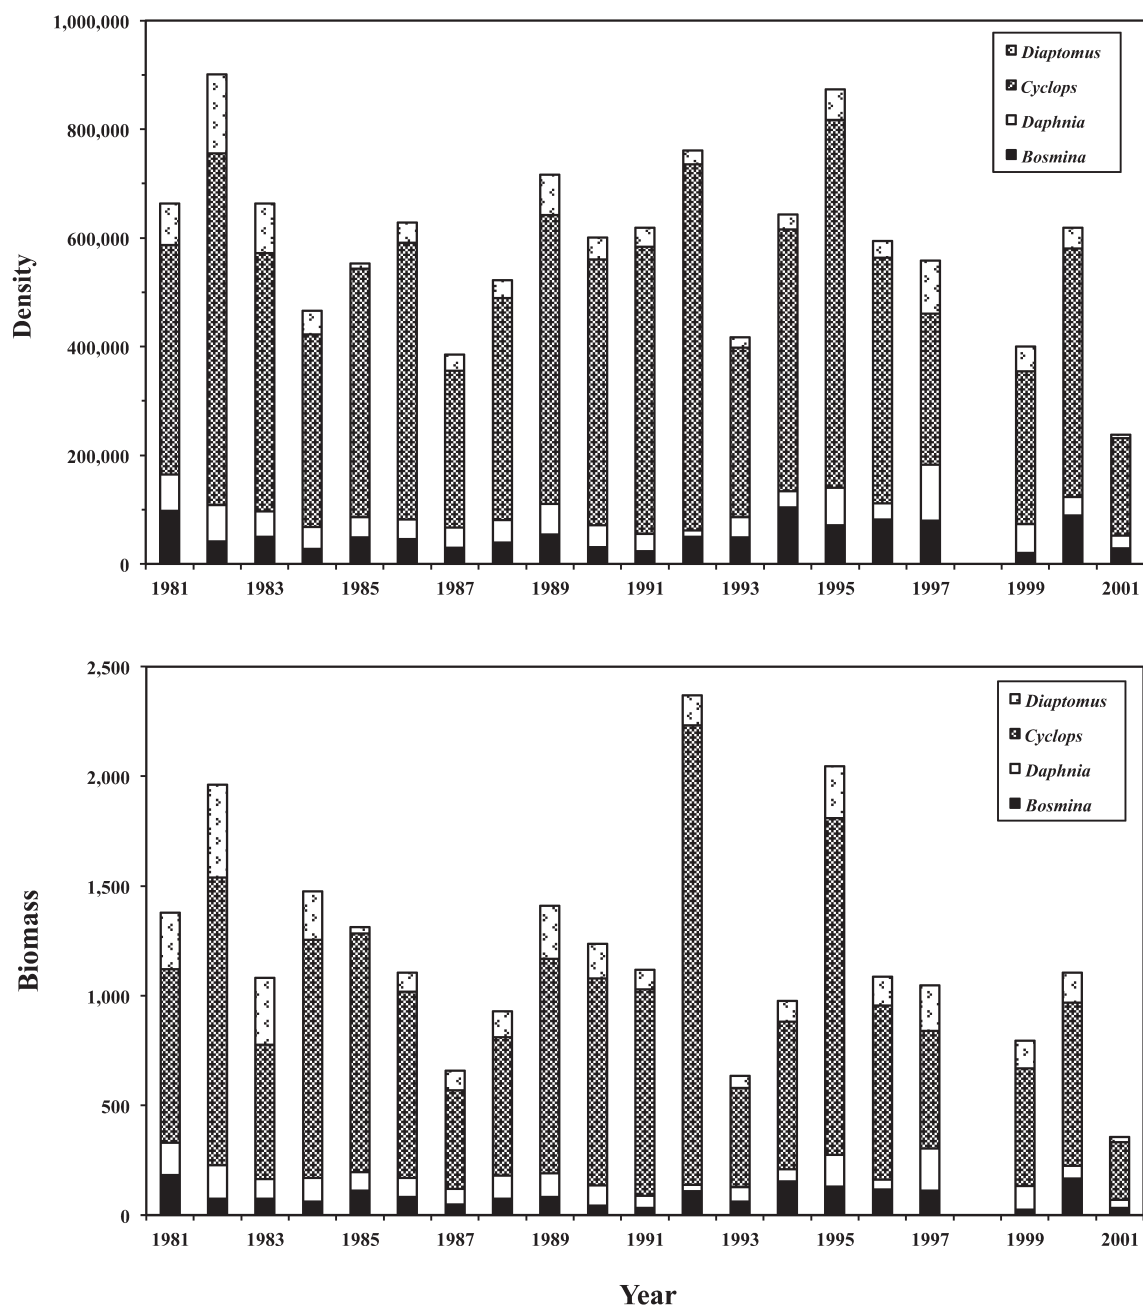 1,000,000
800,000
600,000
400,000
200,000
0
Density
Diaptomus
Cyclops
Daphnia
Bosmina
1981 1983 1985 1987 1989 1991 1993 1995 1997 1999 2001
2,500
2,000
1,500
1,000
500
0
Biomass
Diaptomus
Cyclops
Daphnia
Bosmina
1981 1983 1985 1987 1989 1991 1993 1995 1997 1999 2001
Year